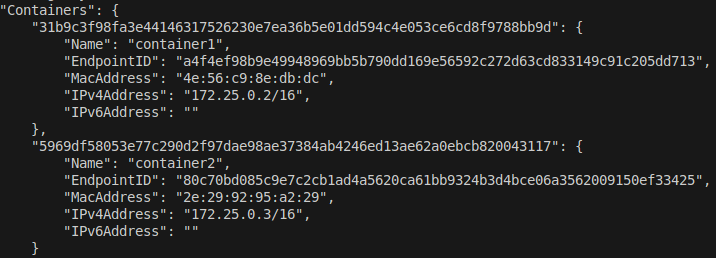 "Containers": {
    "31b9c3f98fa3e44146317526230e7ea36b5e01dd594c4e053ce6cd8f9788bb9d": {
        "Name": "container1",
        "EndpointID": "a4f4ef98b9e49948969bb5b790dd169e56592c272d63cd833149c91c205dd713",
        "MacAddress": "4e:56:c9:8e:db:dc",
        "IPv4Address": "172.25.0.2/16",
        "IPv6Address": ""
    },
    "5969df58053e77c290d2f97dae98ae37384ab4246ed13ae62a0ebcb820043117": {
        "Name": "container2",
        "EndpointID": "80c70bd085c9e7c2cb1ad4a5620ca61bb9324b3d4bce06a3562009150ef33425",
        "MacAddress": "2e:29:92:95:a2:29",
        "IPv4Address": "172.25.0.3/16",
        "IPv6Address": ""
    }